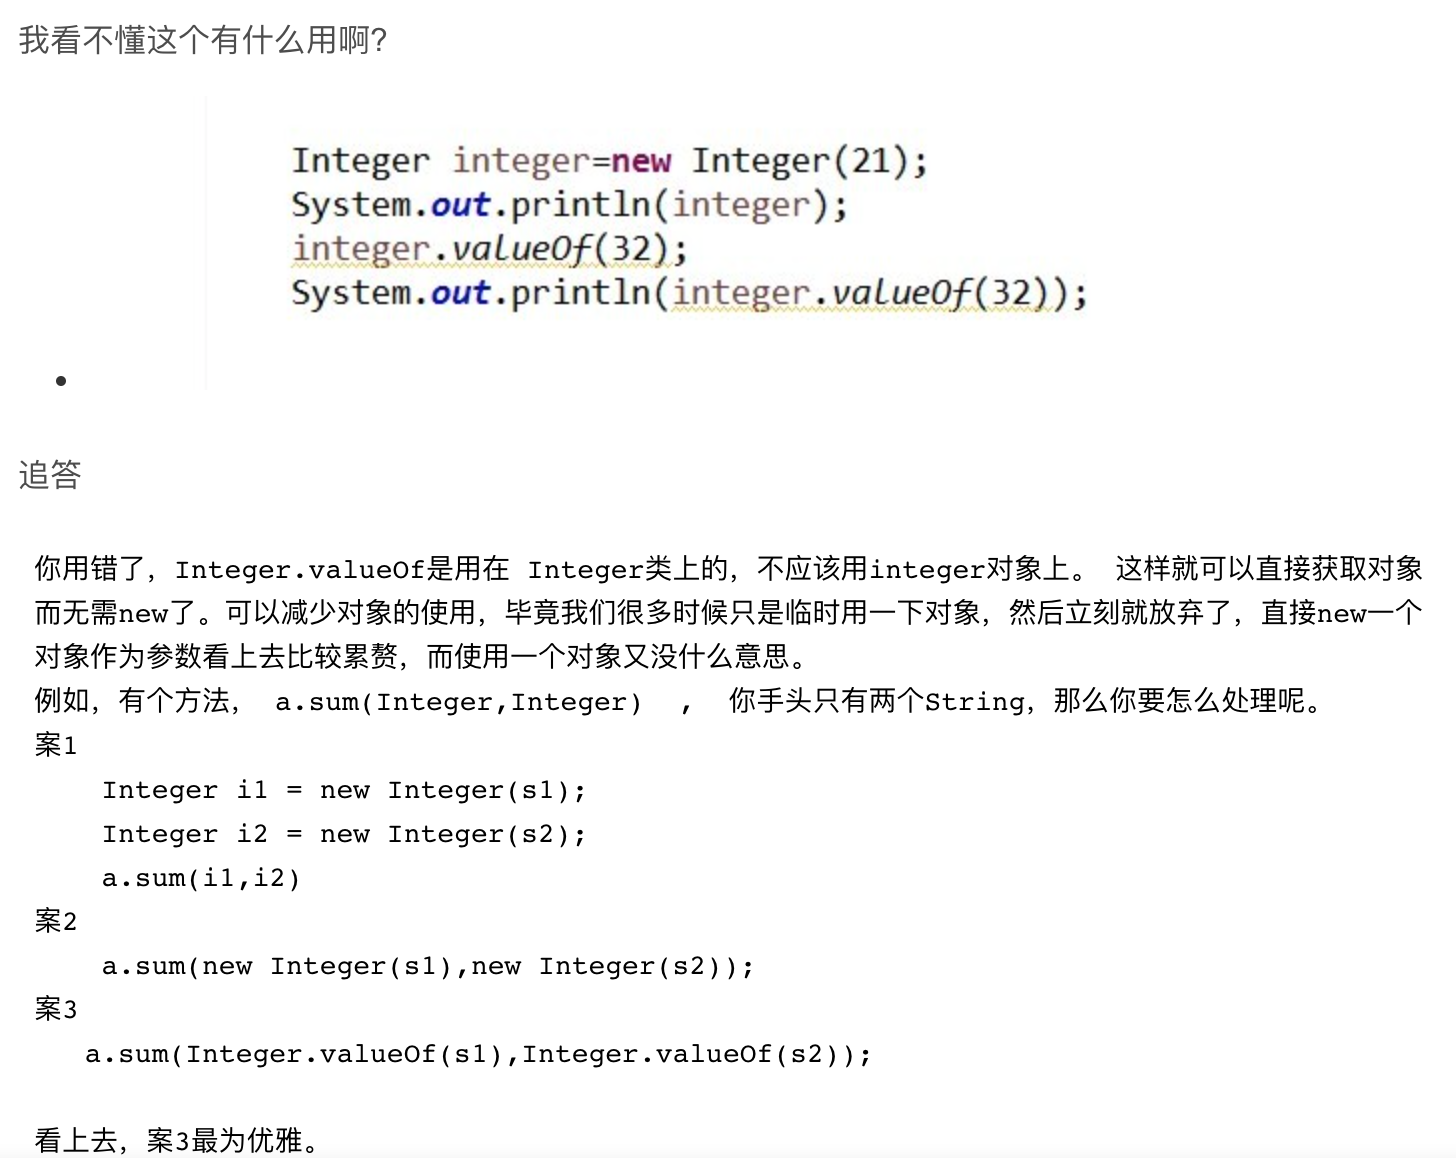 我看不懂这个有什么用啊?
Integer integer=new Integer(21);
System.out.println(integer);
integer.valueOf(32);
System.out.println(integer.valueOf(32));
追答
你用错了，Integer.valueOf是用在 Integer类上的，不应该用integer对象上。 这样就可以直接获取对象
而无需new了。可以减少对象的使用，毕竟我们很多时候只是临时用一下对象，然后立刻就放弃了，直接new一个
对象作为参数看上去比较累赘，而使用一个对象又没什么意思。
例如，有个方法， a.sum(Integer,Integer) ， 你手头只有两个String，那么你要怎么处理呢。
案1
Integer i1 = new Integer(s1);
Integer i2 = new Integer(s2);
a.sum(i1,i2)
案2
a.sum(new Integer(s1),new Integer(s2));
案3
a.sum(Integer.valueOf(s1),Integer.valueOf(s2));
看上去，案3最为优雅。